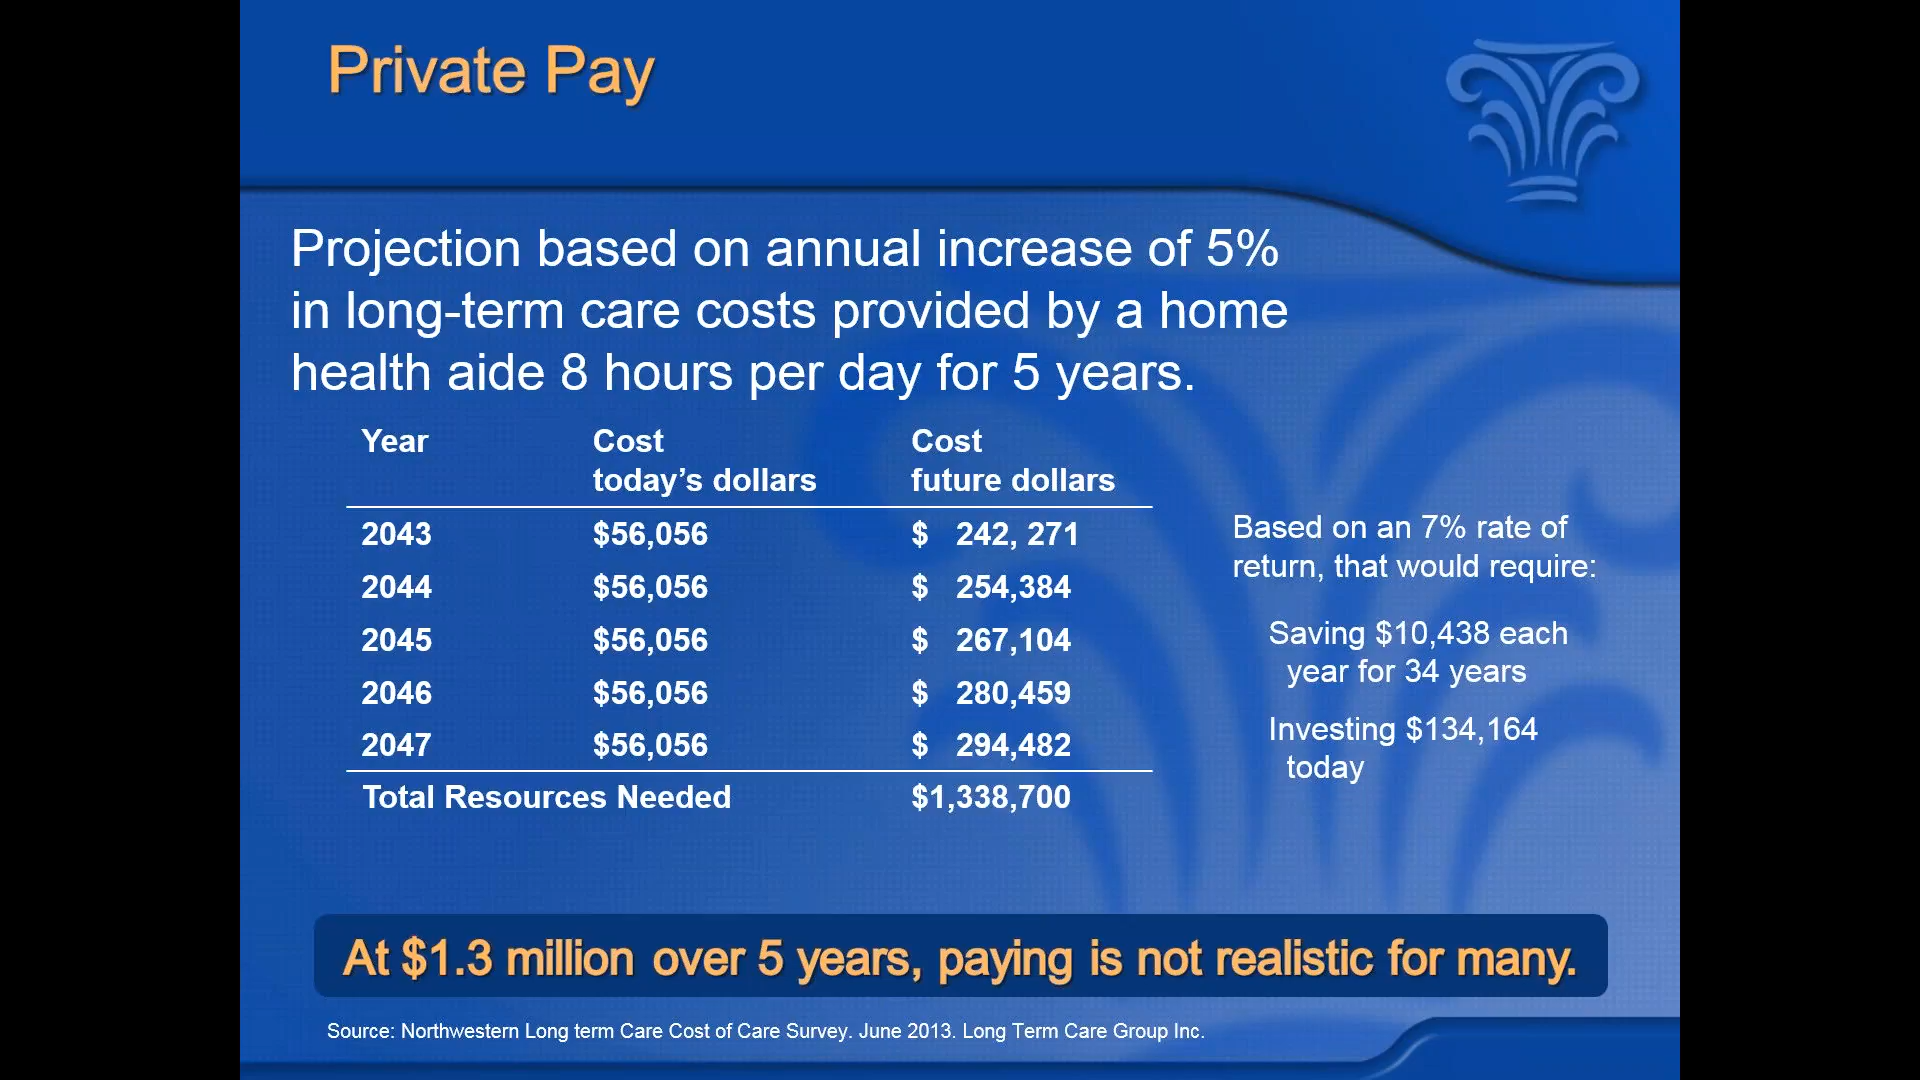 Private Pay
Projection based on annual increase of 5%
in long-term care costs provided by a home
health aide 8 hours per day for 5 years.
Year Cost Cost
today’s dollars future dollars
2043 $56,056 $ 242, 271
2044 $56,056 $ 254,384
2045 $56,056 $ 267,104
2046 $56,056 $ 280,459
2047 $56,056 $ 294,482
Total Resources Needed $1,338,700
Based on an 7% rate of
return, that would require:
Saving $10,438 each
year for 34 years
Investing $134,164
today
At $1.3 million over 5 years, paying is not realistic for many.
Source: Northwestern Long term Care Cost of Care Survey. June 2013. Long Term Care Group Inc.